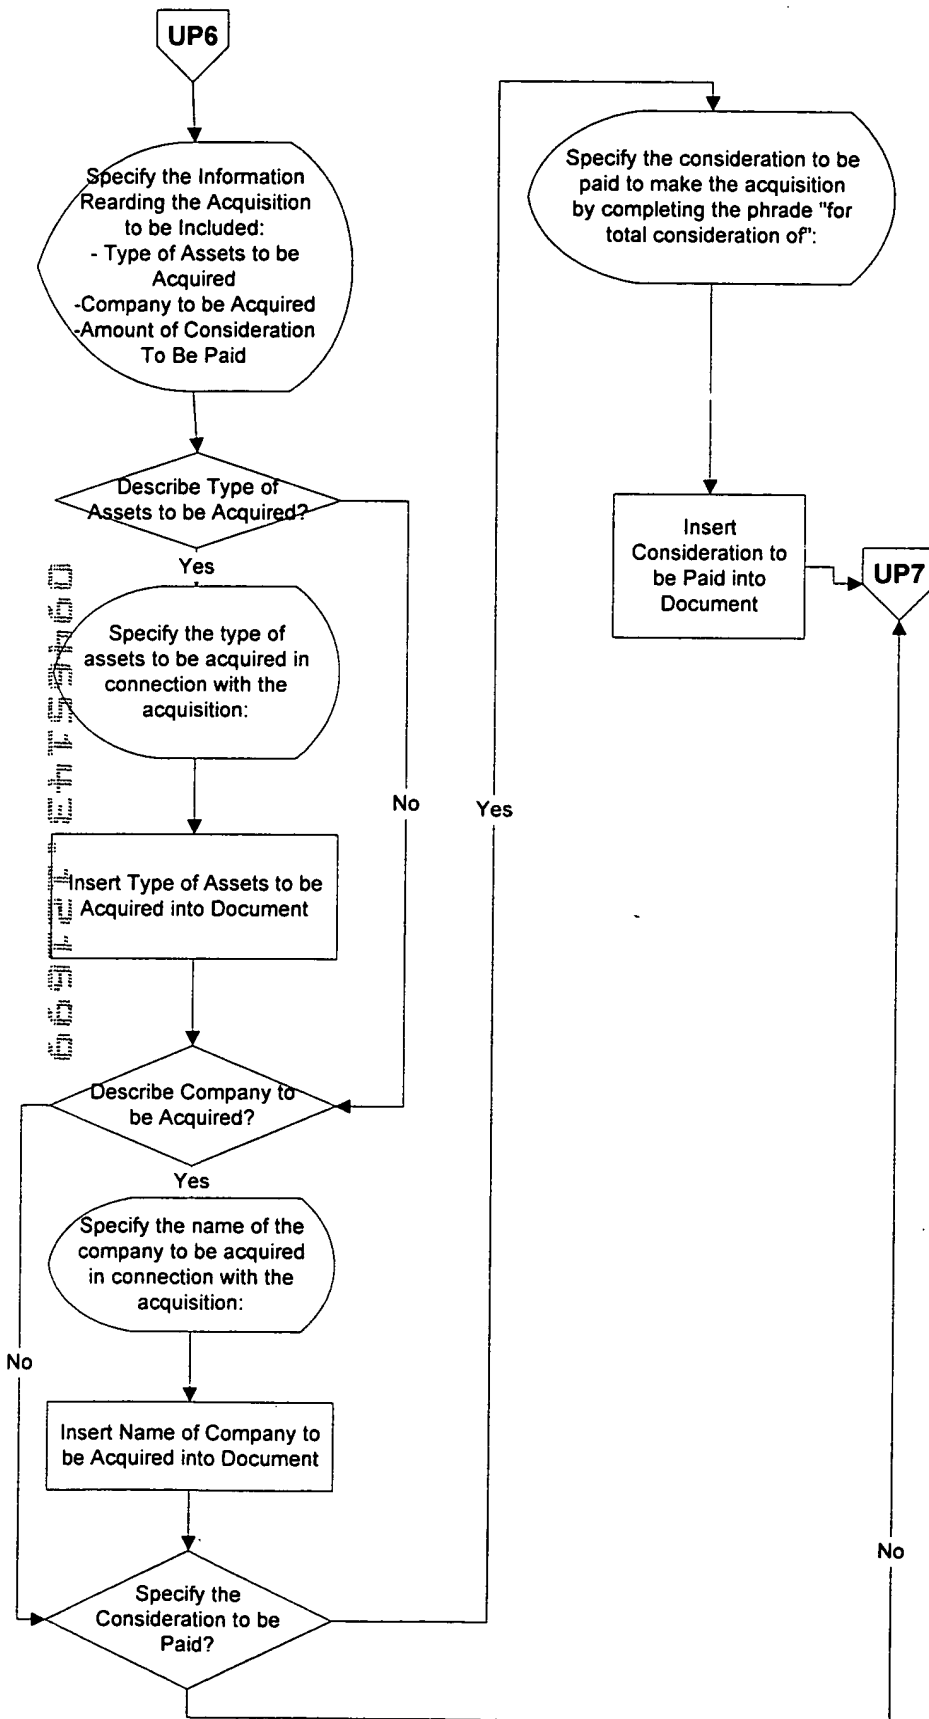 UP6
Specify the Information
Regarding the Acquisition
to be Included:
- Type of Assets to be
Acquired
-Company to be Acquired
-Amount of Consideration
To Be Paid
Describe Type of
Assets to be Acquired?
Yes
Specify the type of
assets to be acquired in
connection with the
acquisition:
No
Insert Type of Assets to be
Acquired into Document
Describe Company to
be Acquired?
Yes
Specify the name of the
company to be acquired
in connection with the
acquisition:
No
Insert Name of Company to
be Acquired into Document
Specify the
Consideration to be
Paid?
Yes
Specify the consideration to be
paid to make the acquisition
by completing the phrase "for
total consideration of":
Insert
Consideration to
be Paid into
Document
UP7
No